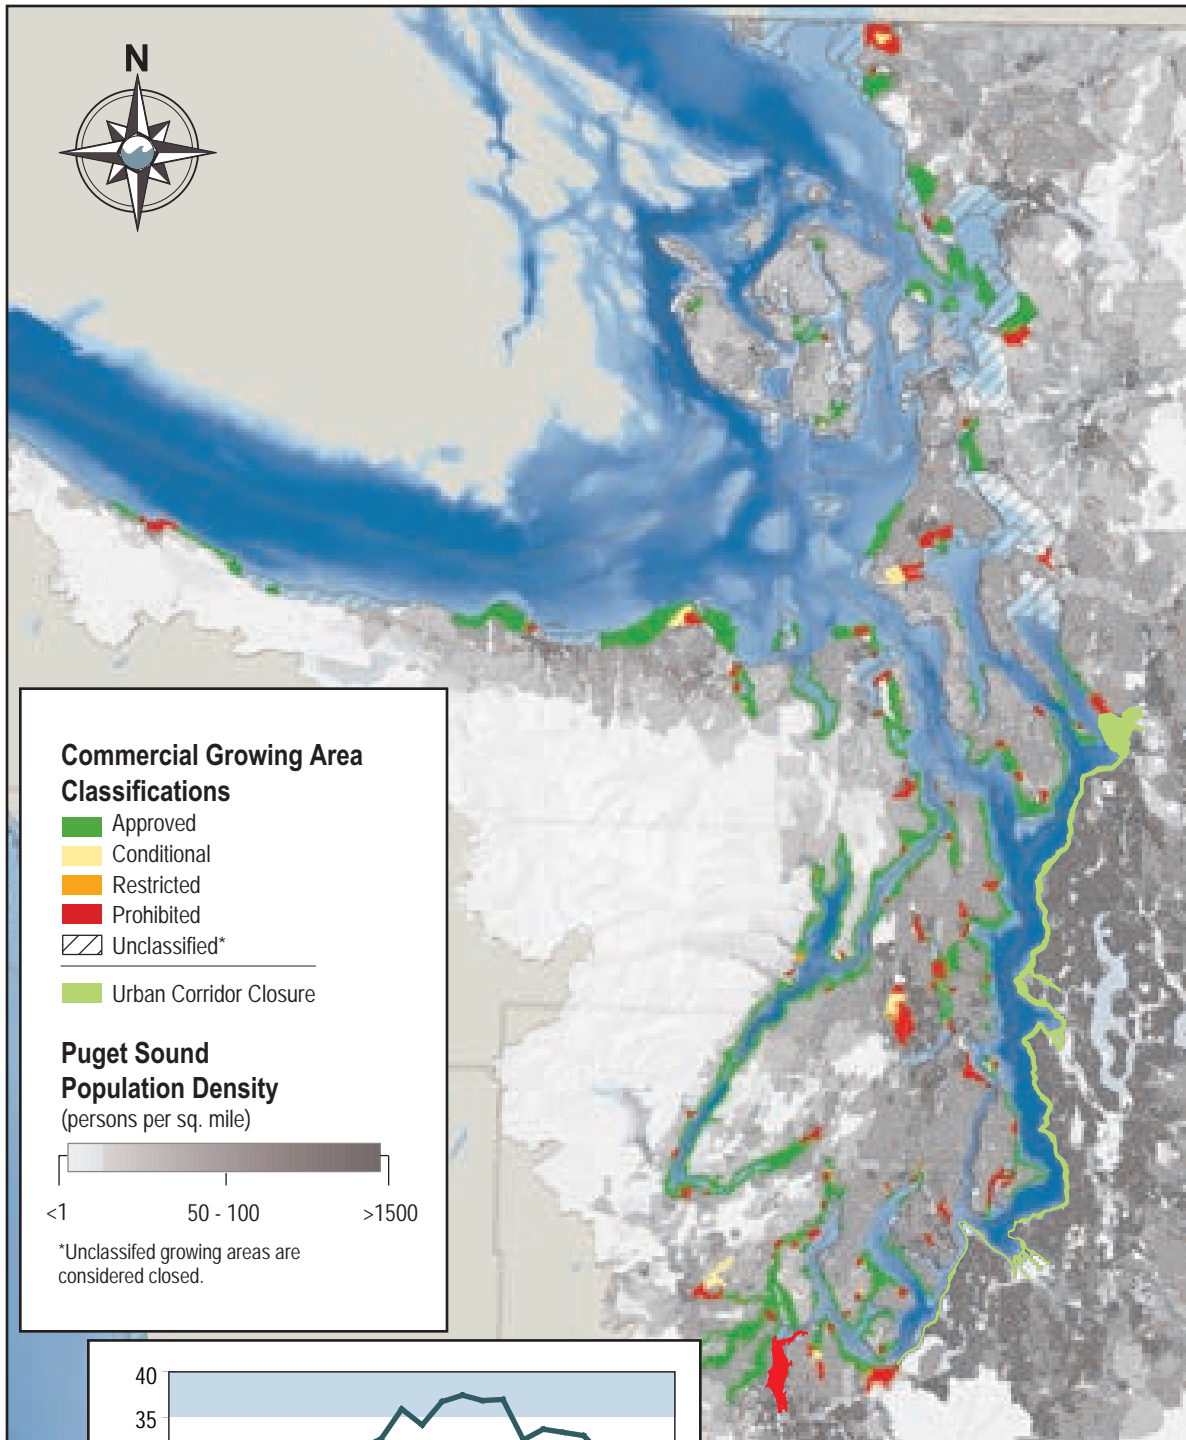 N
Commercial Growing Area
Classifications
Approved
Conditional
Restricted
Prohibited
Unclassified*
Urban Corridor Closure
Puget Sound
Population Density
(persons per sq. mile)
<1 50 - 100 >1500
*Unclassifed growing areas are
considered closed.
40
35